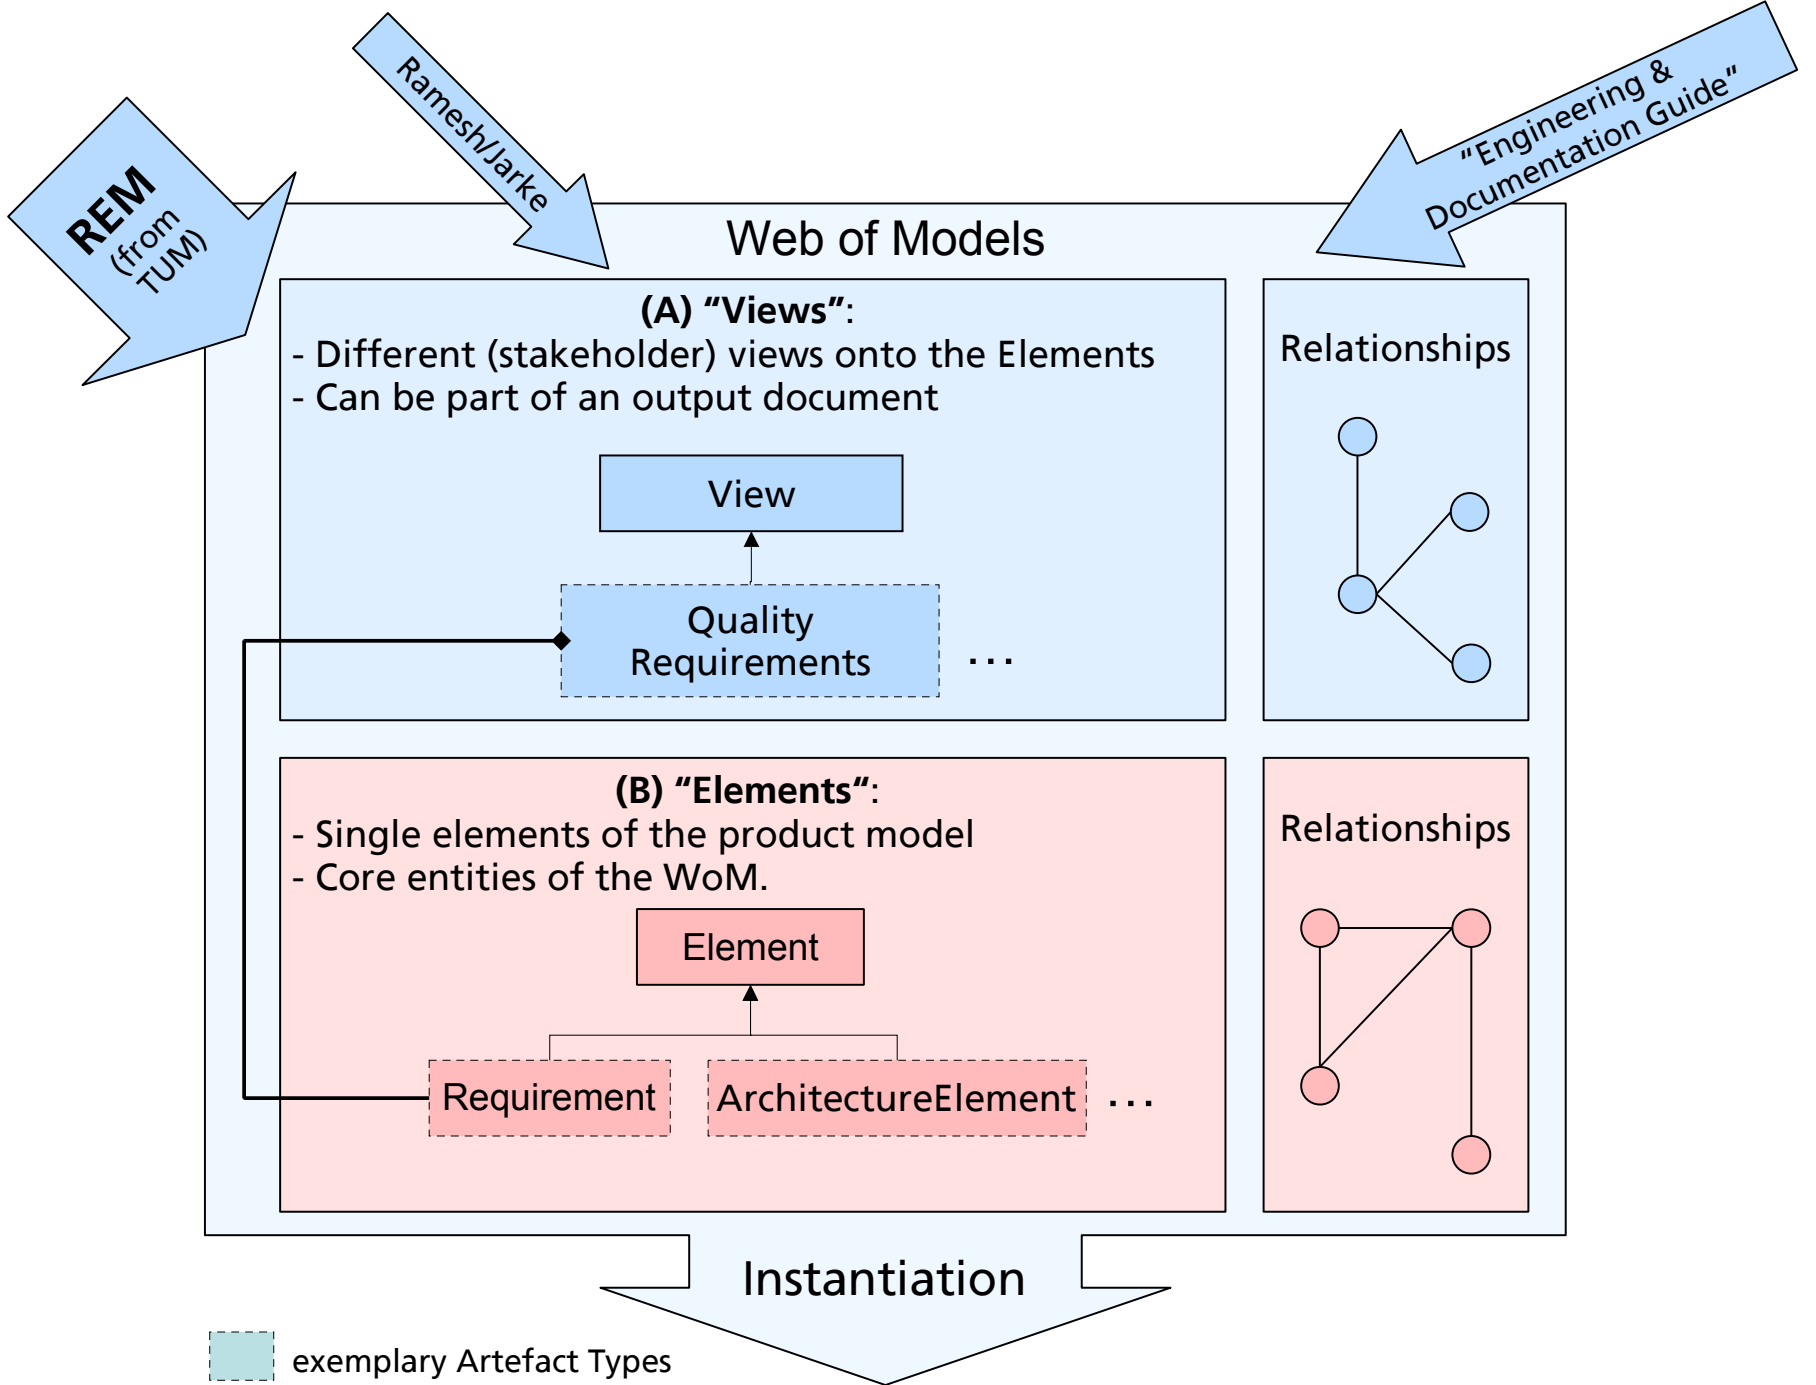 REM
(from
TUM)
Ramesh/Jarke
“Engineering &
Documentation Guide”
Web of Models
(A) “Views”:
- Different (stakeholder) views onto the Elements
- Can be part of an output document
Relationships
View
Quality
Requirements
...
(B) “Elements“:
- Single elements of the product model
- Core entities of the WoM.
Relationships
Element
Requirement
ArchitectureElement
...
Instantiation
exemplary Artefact Types